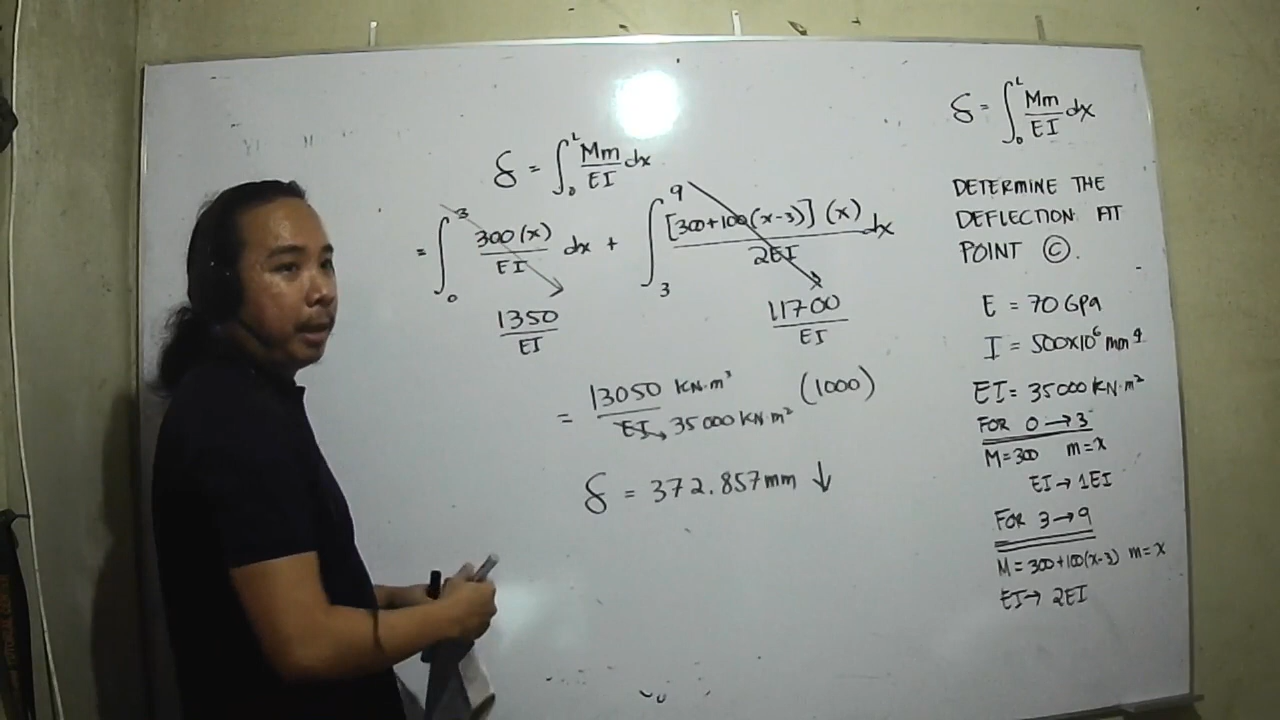 δ = ∫₀ᴸ Mm/EI dx
= ∫₀³ 300(x)/EI dx + ∫₃⁹ [300+100(x-3)](x)/2EI dx
1350/EI
11700/EI
= 13050 KN·m³/EI→35000 KN·m² (1000)
δ = 372.857mm ↓
δ = ∫₀ᴸ Mm/EI dx
DETERMINE THE
DEFLECTION AT
POINT Ⓒ.
E = 70 GPa
I = 500x10⁶ mm⁴
EI = 35000 KN·m²
FOR 0→3
M=300 m=x
EI→1EI
FOR 3→9
M=300+100(x-3) m=x
EI→2EI